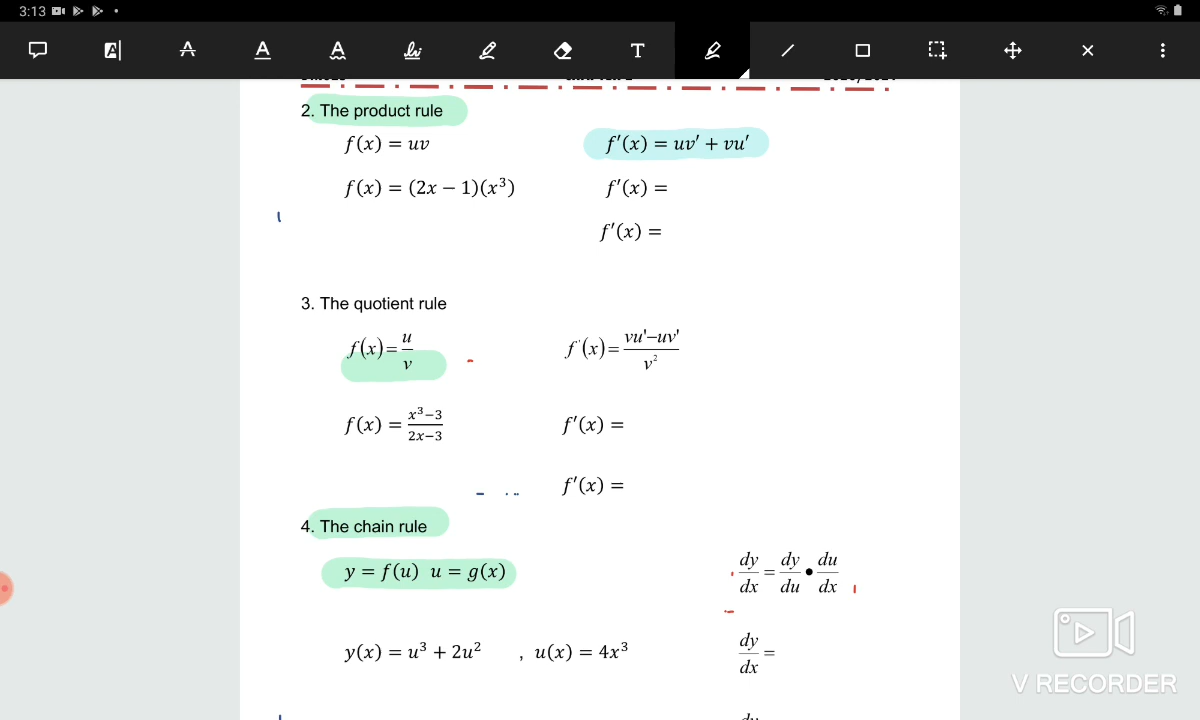 3:13
2. The product rule
f(x) = uv f′(x) = uv′ + vu′
f(x) = (2x − 1)(x³) f′(x) =
f′(x) =
3. The quotient rule
f(x)=u/v f'(x)=vu'−uv'/v²
f(x) = x³−3/2x−3 f′(x) =
f′(x) =
4. The chain rule
y = f(u) u = g(x) dy/dx = dy/du • du/dx
y(x) = u³ + 2u² , u(x) = 4x³ dy/dx =
V RECORDER